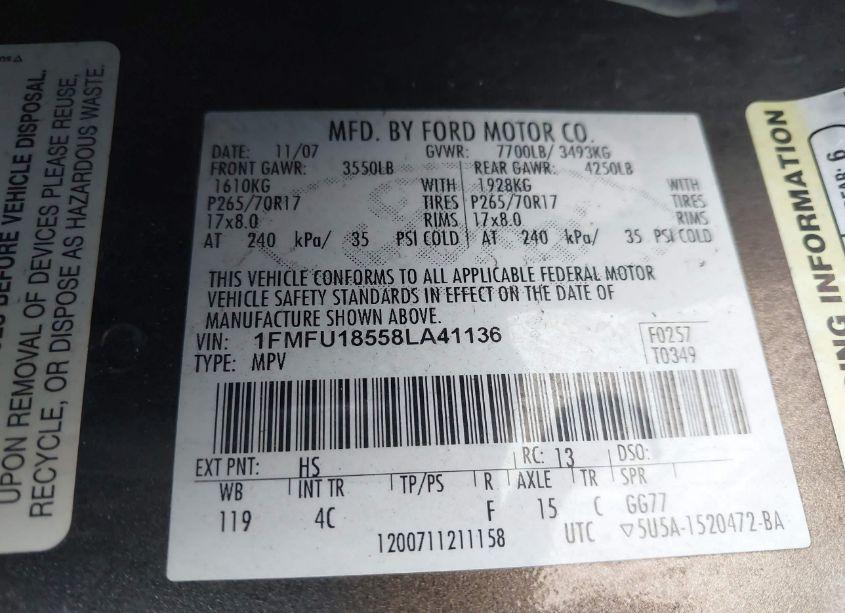 MFD. BY FORD MOTOR CO.
DATE: 11/07 GVWR: 7700LB/ 3493KG
FRONT GAWR: 3550LB REAR GAWR: 4250LB
1610KG WITH 1928KG WITH
P265/70R17 TIRES P265/70R17 TIRES
17x8.0 RIMS 17x8.0 RIMS
AT 240 kPa/ 35 PSI COLD AT 240 kPa/ 35 PSI COLD
THIS VEHICLE CONFORMS TO ALL APPLICABLE FEDERAL MOTOR
VEHICLE SAFETY STANDARDS IN EFFECT ON THE DATE OF
MANUFACTURE SHOWN ABOVE.
VIN: 1FMFU18558LA41136 F0257
TYPE: MPV T0349
EXT PNT: HS RC: 13 DSO:
WB INT TR TP/PS R AXLE TR SPR
119 4C F 15 C GG77
1200711211158 UTC ▽5U5A-1520472-BA
BEFORE VEHICLE DISPOSAL.
UPON REMOVAL OF DEVICES PLEASE REUSE,
RECYCLE, OR DISPOSE AS HAZARDOUS WASTE.
INFORMATION
6